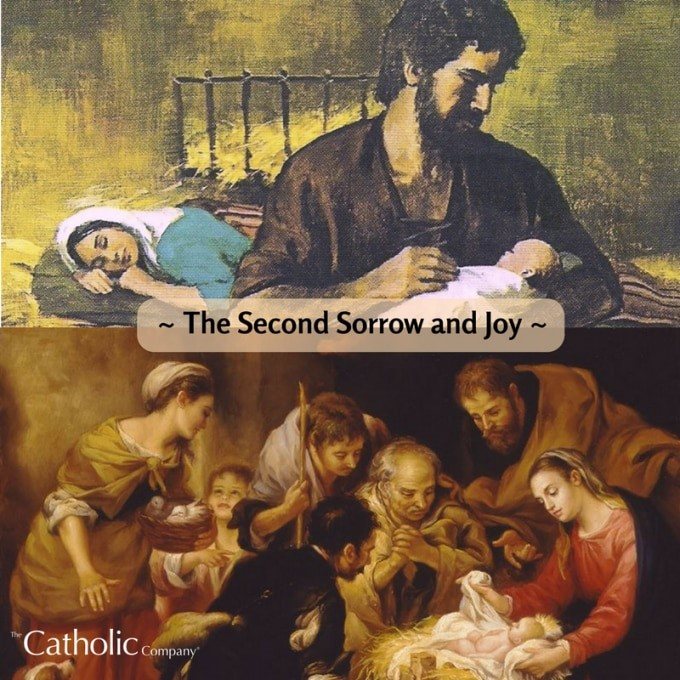 ~ The Second Sorrow and Joy ~
The Catholic Company®